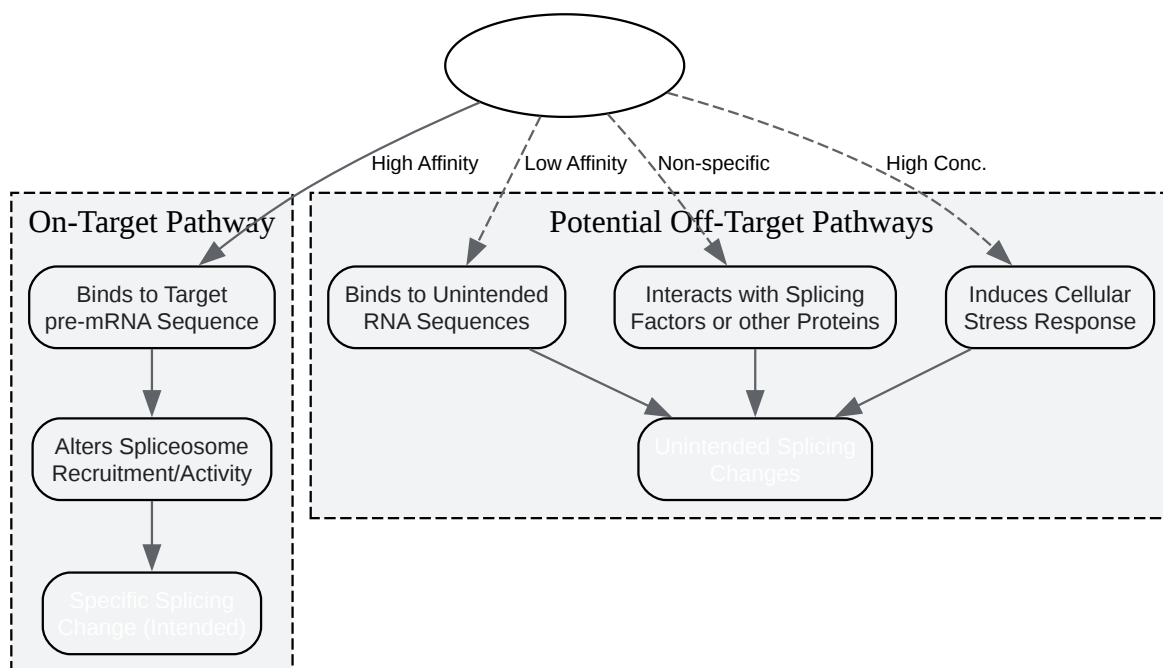 High Affinity
Low Affinity
Non-specific
High Conc.
On-Target Pathway
Potential Off-Target Pathways
Binds to Target
pre-mRNA Sequence
Binds to Unintended
RNA Sequences
Interacts with Splicing
Factors or other Proteins
Induces Cellular
Stress Response
Alters Spliceosome
Recruitment/Activity
Unintended Splicing
Changes
Specific Splicing
Change (Intended)